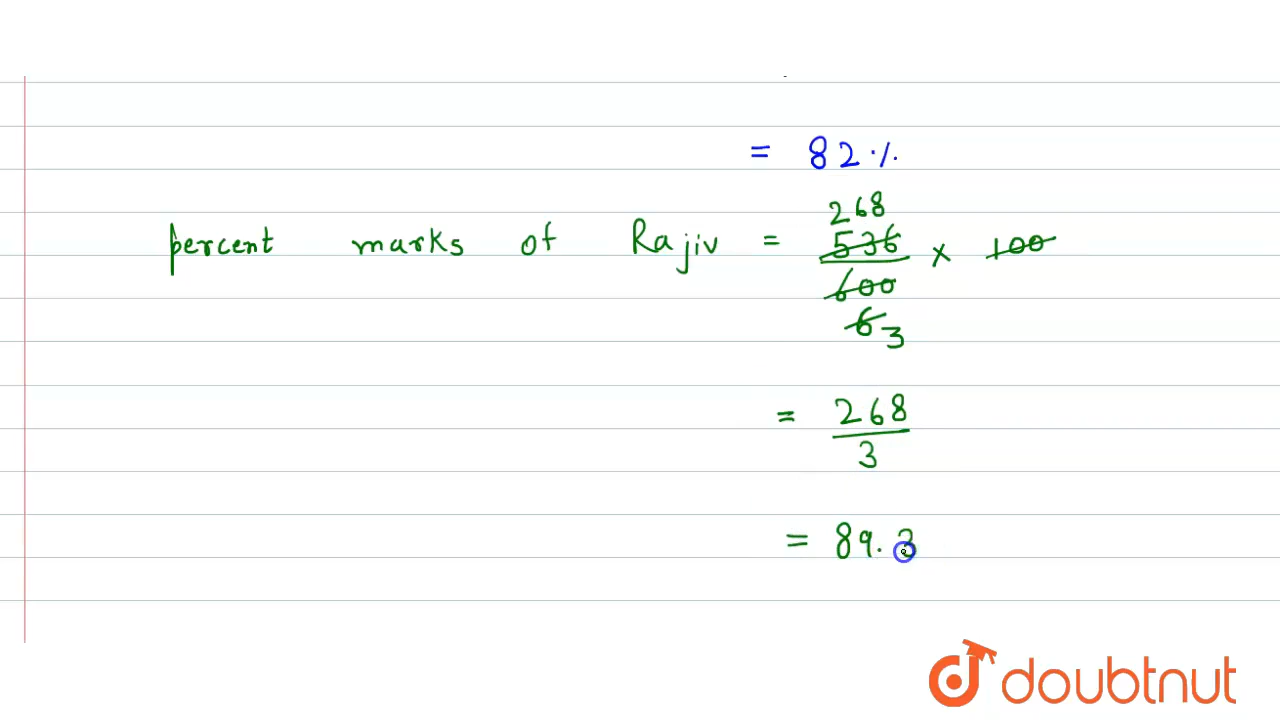 = 82%
268
percent marks of Rajiv = 536/600 × 100
6 3
= 268/3
= 89.3
doubtnut